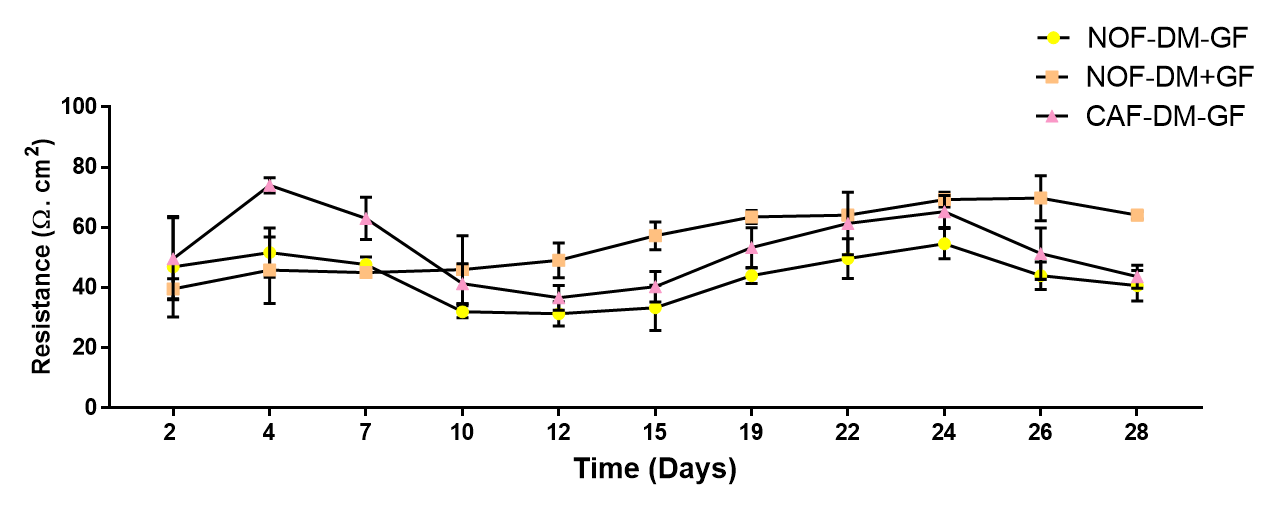 NOF-DM-GF
NOF-DM+GF
CAF-DM-GF
Resistance (Ω. cm²)
100
80
60
40
20
0
2 4 7 10 12 15 19 22 24 26 28
Time (Days)